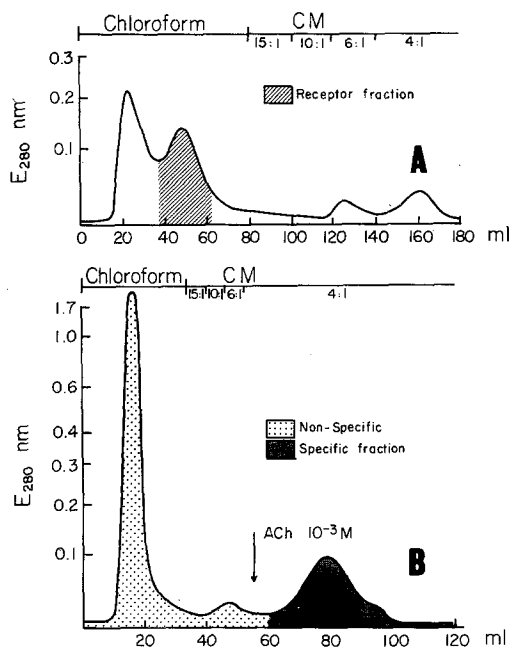 Chloroform CM
15:1 10:1 6:1 4:1
0.3
0.2
0.1
E280 nm
Receptor fraction
A
0 20 40 60 80 100 120 140 160 180 ml
Chloroform CM
15:1 10:1 6:1 4:1
1.7
1.0
0.6
0.4
0.3
0.2
0.1
E280 nm
Non-Specific
Specific fraction
ACh 10-3M
B
20 40 60 80 100 120 ml